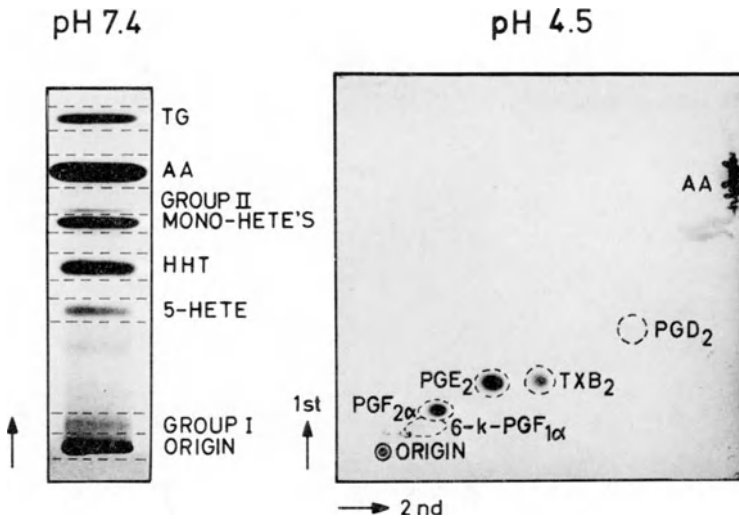 pH 7.4
TG
AA
GROUP II
MONO-HETE'S
HHT
5-HETE
GROUP I
ORIGIN
pH 4.5
AA
PGD₂
PGE₂
TXB₂
PGF₂α
6-k-PGF₁α
ORIGIN
1st
2nd